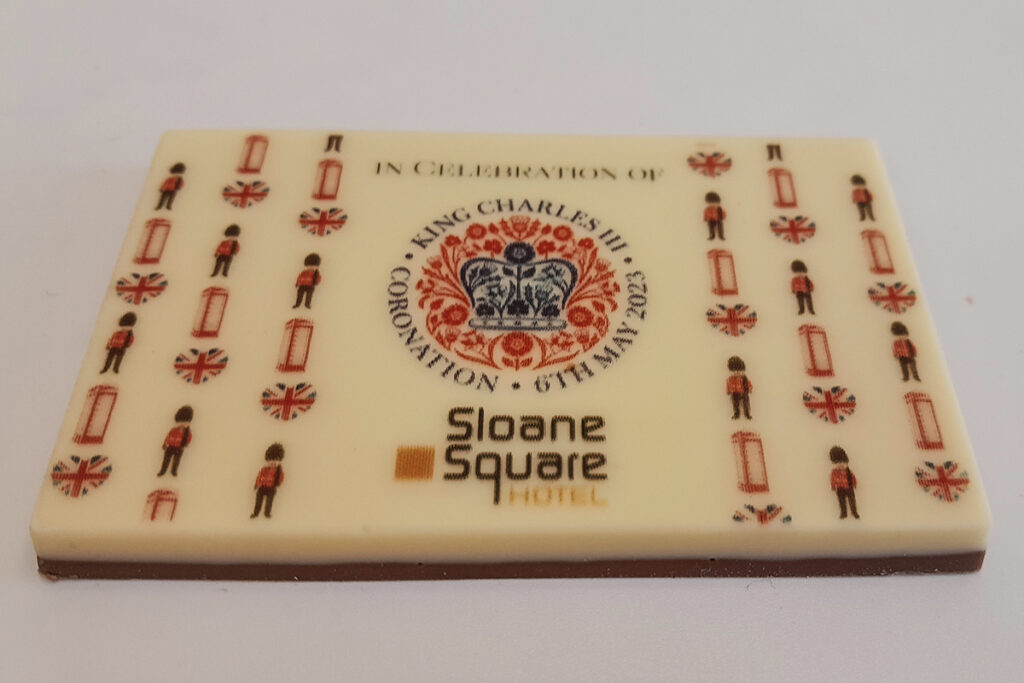 IN CELEBRATION OF
• KING CHARLES III •
CORONATION • 6TH MAY 2023
Sloane
Square
HOTEL